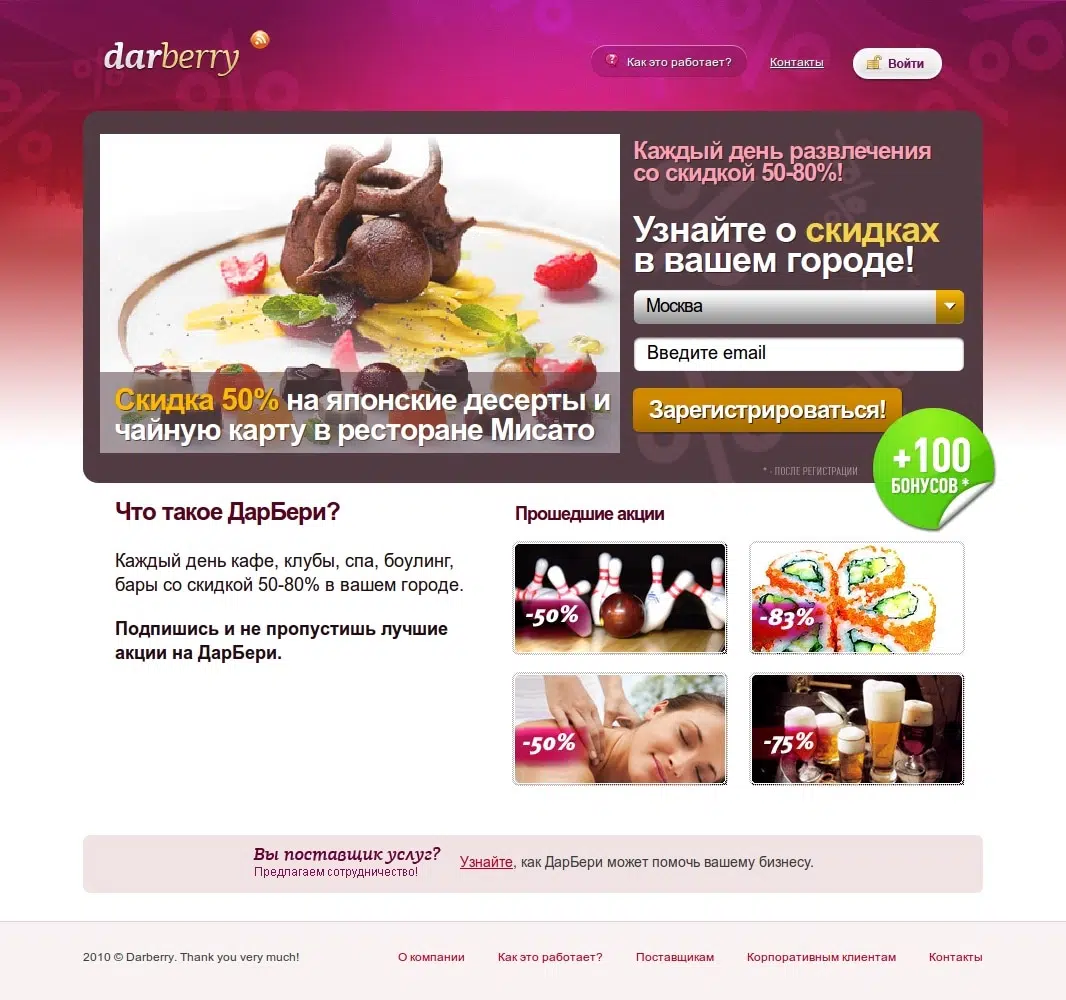 darberry
Как это работает?
Контакты
Войти
Каждый день развлечения
со скидкой 50-80%!
Узнайте о скидках
в вашем городе!
Москва
Введите email
Зарегистрироваться!
Скидка 50% на японские десерты и
чайную карту в ресторане Мисато
+100
БОНУСОВ *
* - ПОСЛЕ РЕГИСТРАЦИИ
Что такое ДарБери?
Каждый день кафе, клубы, спа, боулинг,
бары со скидкой 50-80% в вашем городе.
Подпишись и не пропустишь лучшие
акции на ДарБери.
Прошедшие акции
-50%
-83%
-50%
-75%
Вы поставщик услуг?
Предлагаем сотрудничество!
Узнайте, как ДарБери может помочь вашему бизнесу.
2010 © Darberry. Thank you very much!
О компании
Как это работает?
Поставщикам
Корпоративным клиентам
Контакты